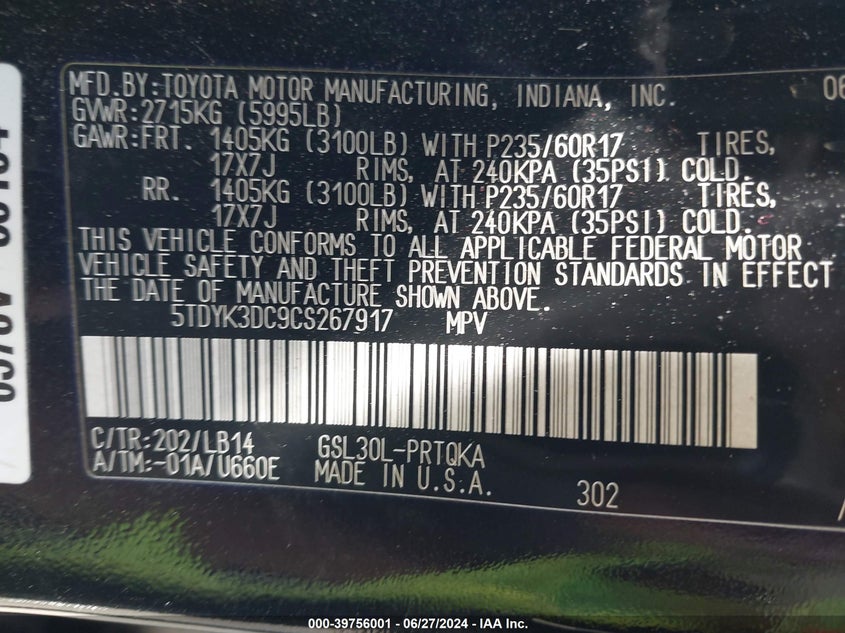 MFD.BY:TOYOTA MOTOR MANUFACTURING, INDIANA, INC. 06
GVWR:2715KG (5995LB)
GAWR:FRT. 1405KG (3100LB) WITH P235/60R17 TIRES,
17X7J RIMS, AT 240KPA (35PSI) COLD.
RR. 1405KG (3100LB) WITH P235/60R17 TIRES,
17X7J RIMS, AT 240KPA (35PSI) COLD.
THIS VEHICLE CONFORMS TO ALL APPLICABLE FEDERAL MOTOR
VEHICLE SAFETY AND THEFT PREVENTION STANDARDS IN EFFECT
THE DATE OF MANUFACTURE SHOWN ABOVE.
5TDYK3DC9CS267917 MPV
C/TR:202/LB14 GSL30L-PRTQKA
A/TM:-01A/U660E MADE IN U.S.A. 302
000-39756001 - 06/27/2024 - IAA Inc.